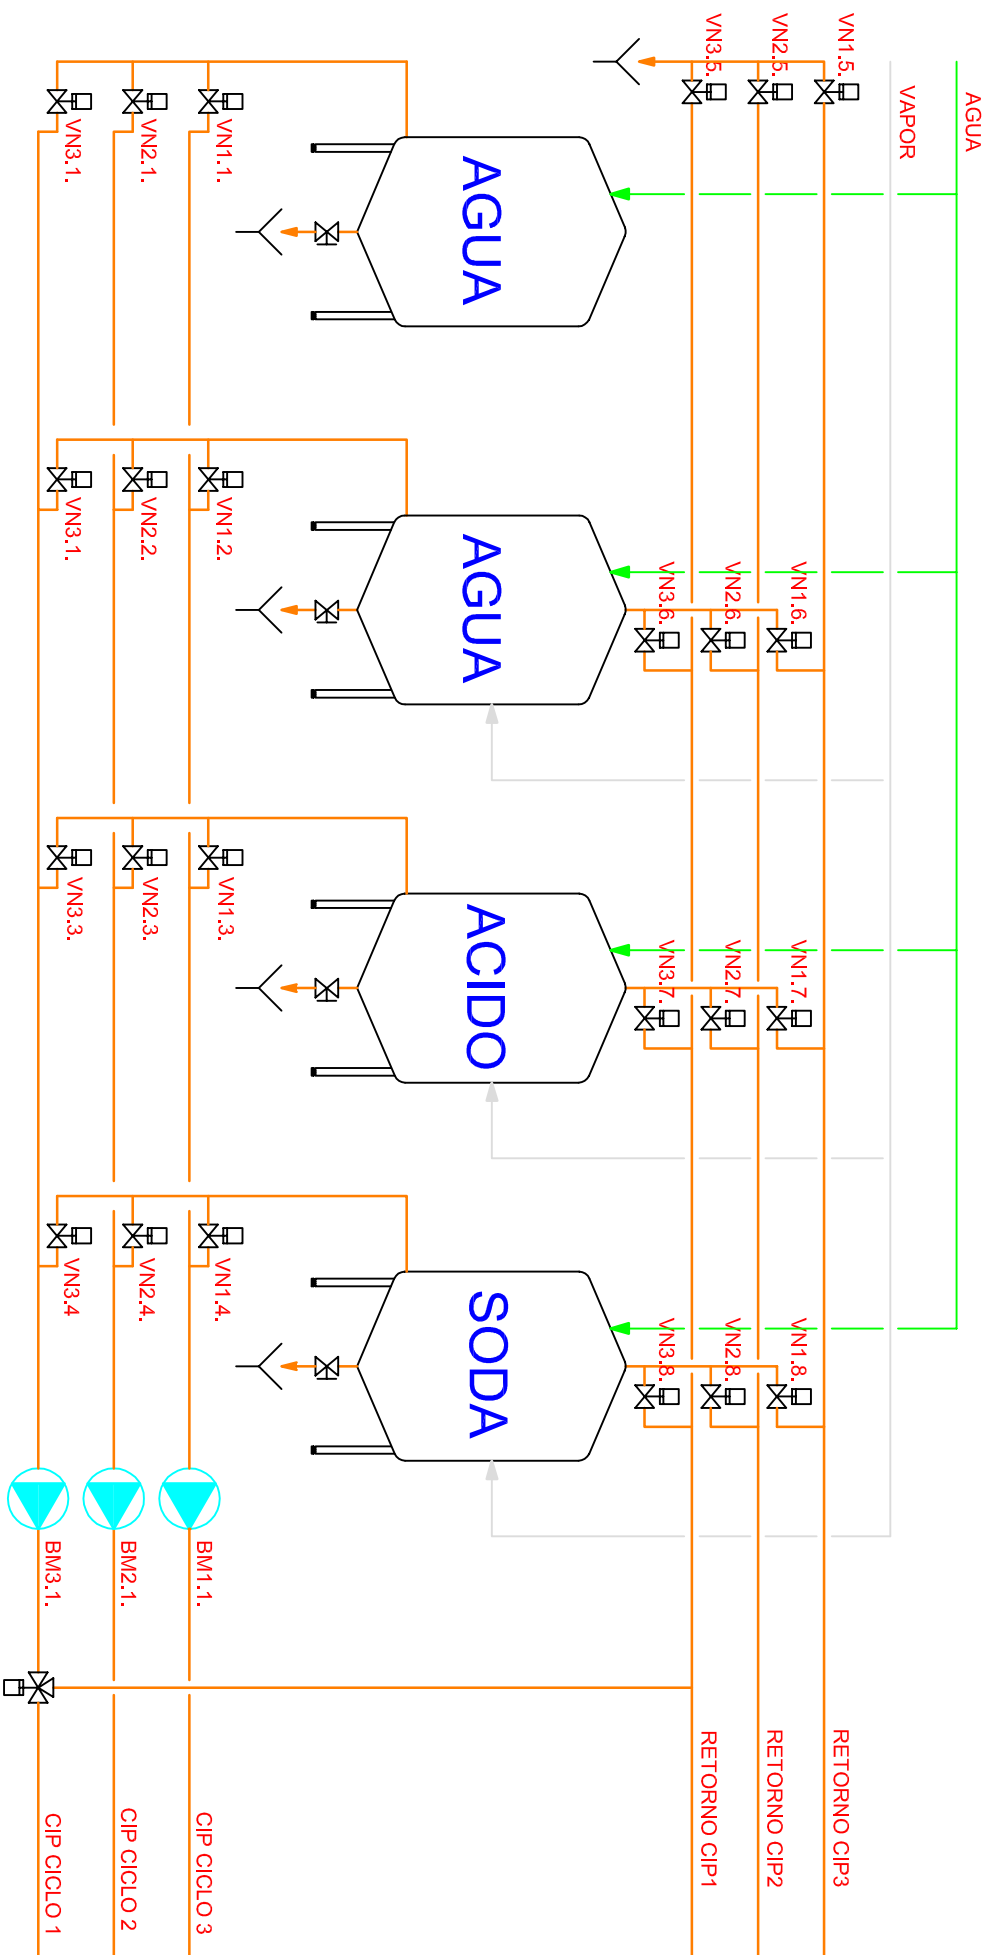 AGUA
VAPOR
VN1.5.
VN2.5.
VN3.5.
VN1.6.
VN2.6.
VN3.6.
VN1.7.
VN2.7.
VN3.7.
VN1.8.
VN2.8.
VN3.8.
RETORNO CIP3
RETORNO CIP2
RETORNO CIP1
AGUA
AGUA
ACIDO
SODA
VN1.1.
VN2.1.
VN3.1.
VN1.2.
VN2.2.
VN3.1.
VN1.3.
VN2.3.
VN3.3.
VN1.4.
VN2.4.
VN3.4
BM1.1.
BM2.1.
BM3.1.
CIP CICLO 3
CIP CICLO 2
CIP CICLO 1